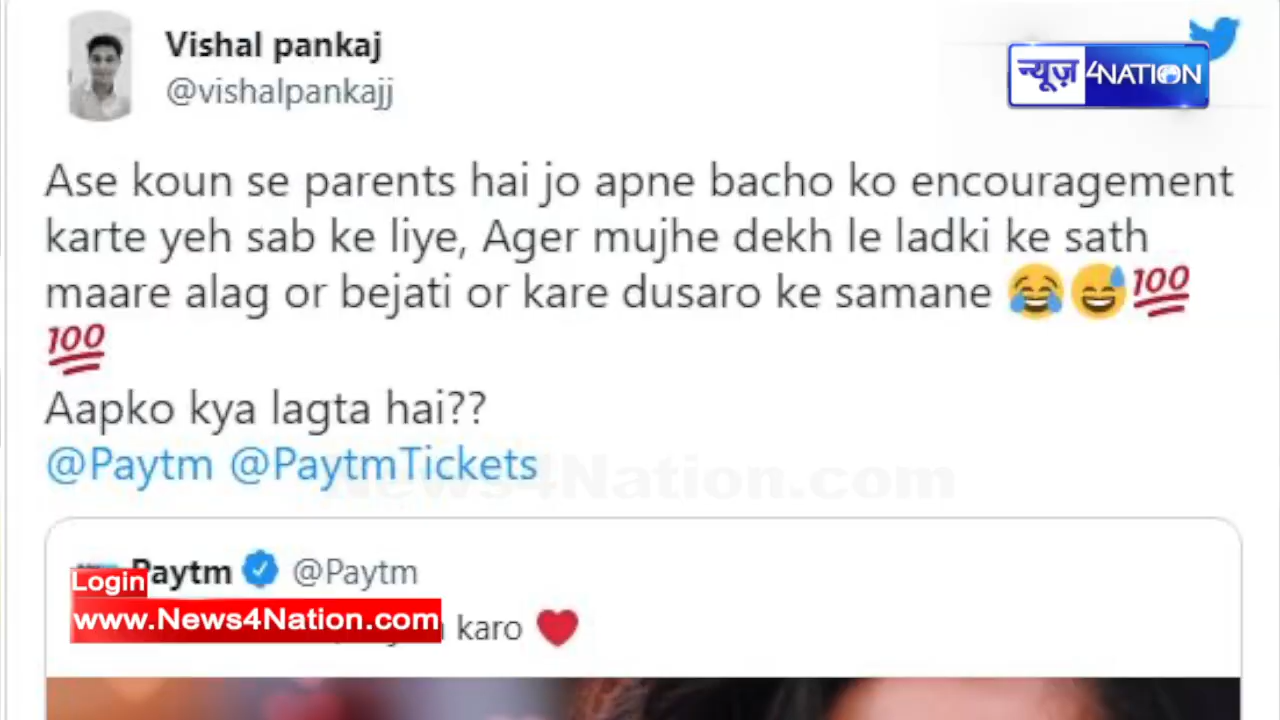 Vishal pankaj
@vishalpankajj
न्यूज़ 4NATION
Ase koun se parents hai jo apne bacho ko encouragement
karte yeh sab ke liye, Ager mujhe dekh le ladki ke sath
maare alag or bejati or kare dusaro ke samane 😂😅💯
💯
Aapko kya lagta hai??
@Paytm @PaytmTickets
News4Nation.com
Paytm @Paytm
Login
www.News4Nation.com
karo ❤️